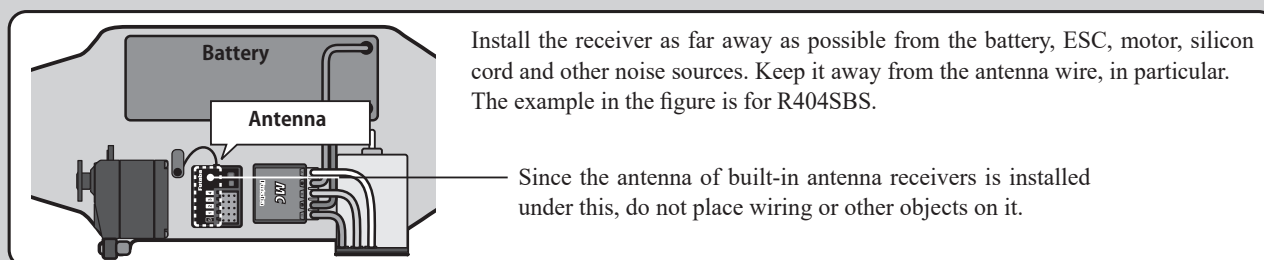 Battery
Antenna
MC
Futaba
Install the receiver as far away as possible from the battery, ESC, motor, silicon
cord and other noise sources. Keep it away from the antenna wire, in particular.
The example in the figure is for R404SBS.
Since the antenna of built-in antenna receivers is installed
under this, do not place wiring or other objects on it.